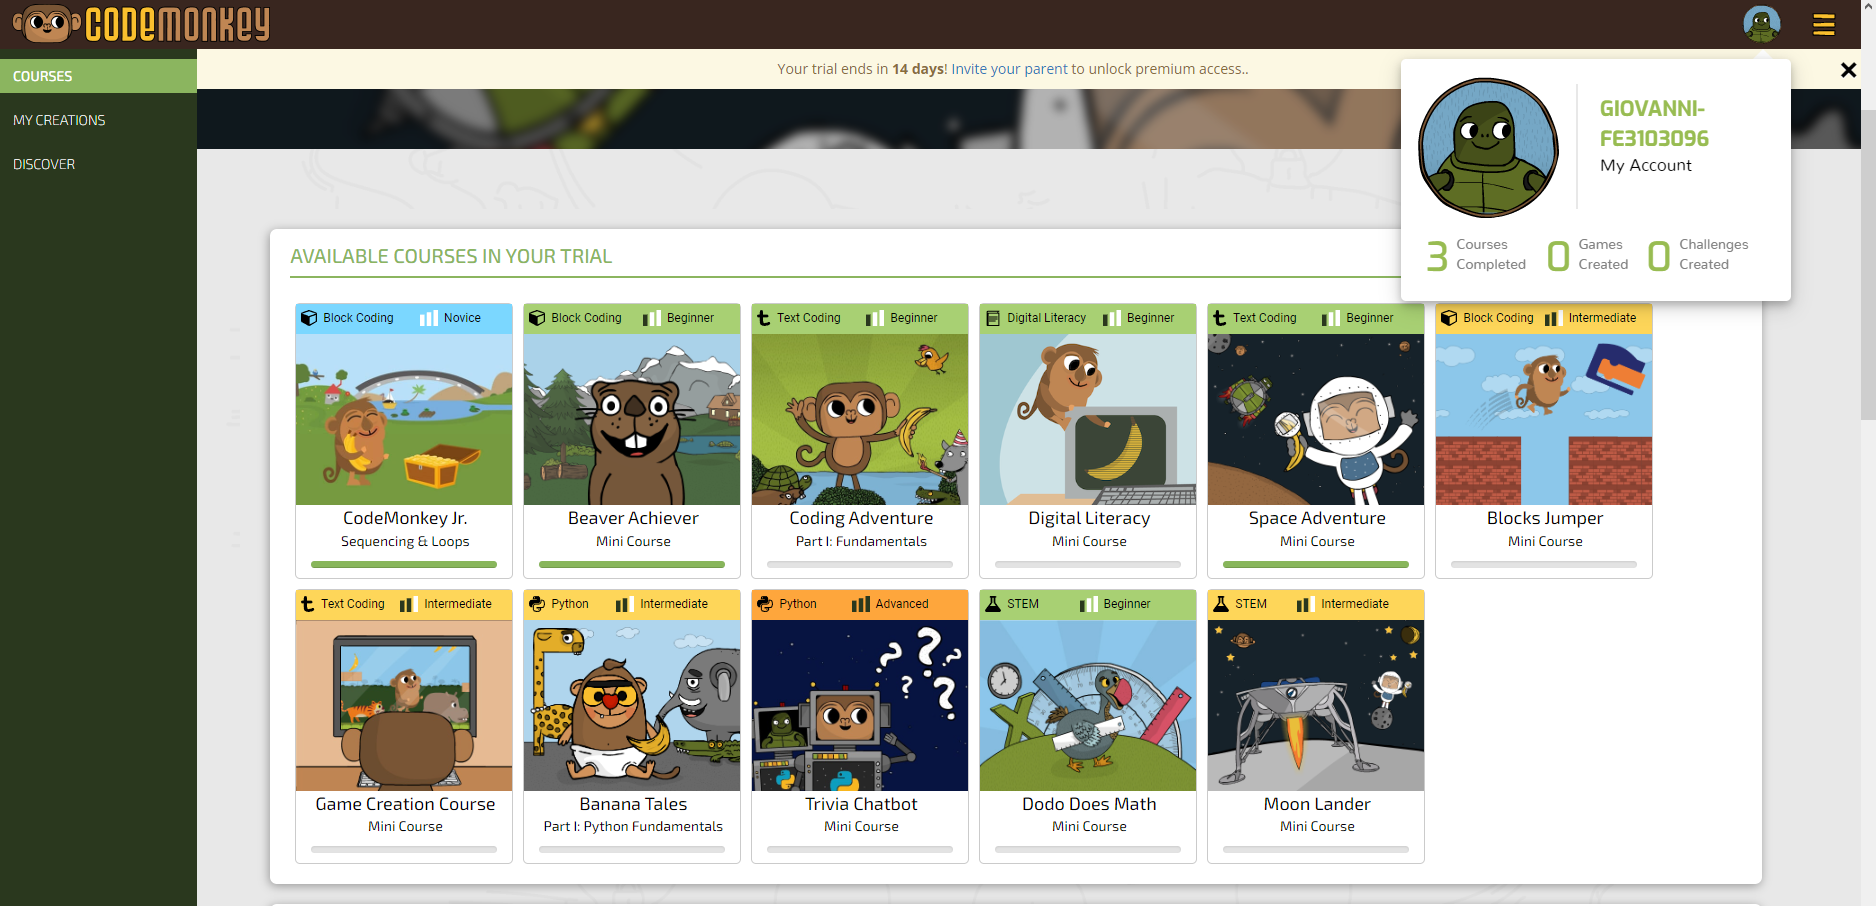 CODEMONKEY
COURSES
MY CREATIONS
DISCOVER
Your trial ends in 14 days! Invite your parent to unlock premium access..
GIOVANNI-
FE3103096
My Account
3 Courses Completed
0 Games Created
0 Challenges Created
AVAILABLE COURSES IN YOUR TRIAL
Block Coding Novice
CodeMonkey Jr.
Sequencing & Loops
Block Coding Beginner
Beaver Achiever
Mini Course
Text Coding Beginner
Coding Adventure
Part I: Fundamentals
Digital Literacy Beginner
Digital Literacy
Mini Course
Text Coding Beginner
Space Adventure
Mini Course
Block Coding Intermediate
Blocks Jumper
Mini Course
Text Coding Intermediate
Game Creation Course
Mini Course
Python Intermediate
Banana Tales
Part I: Python Fundamentals
Python Advanced
? ? ? ? ?
Trivia Chatbot
Mini Course
STEM Beginner
Dodo Does Math
Mini Course
STEM Intermediate
Moon Lander
Mini Course